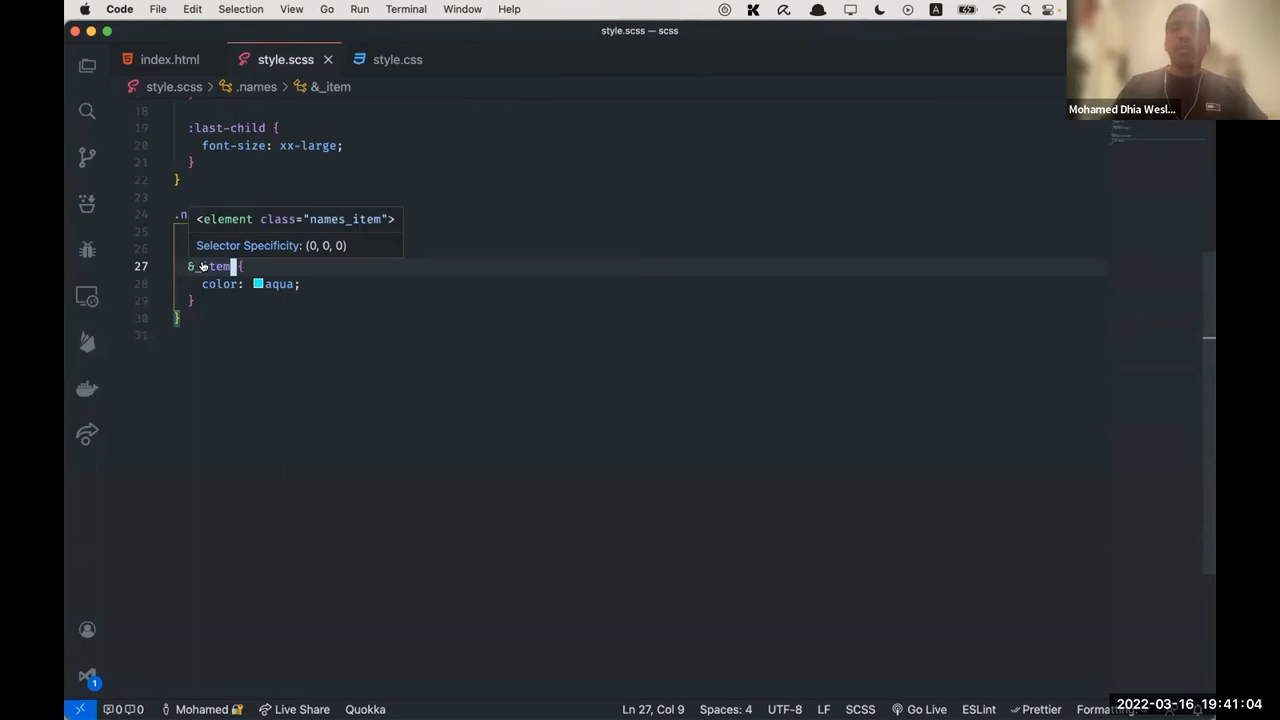 Code File Edit Selection View Go Run Terminal Window Help
style.scss — scss
index.html style.scss style.css
style.scss > .names > &_item
18
19 :last-child {
20 font-size: xx-large;
21 }
22 }
23
24 .n
<element class="names_item">
25
Selector Specificity: (0, 0, 0)
26
27 &_item {
28 color: aqua;
29 }
30 }
31
Mohamed Dhia Wesl...
1
0 0 Mohamed Live Share Quokka Ln 27, Col 9 Spaces: 4 UTF-8 LF SCSS Go Live ESLint Prettier Formatting:
2022-03-16 19:41:04